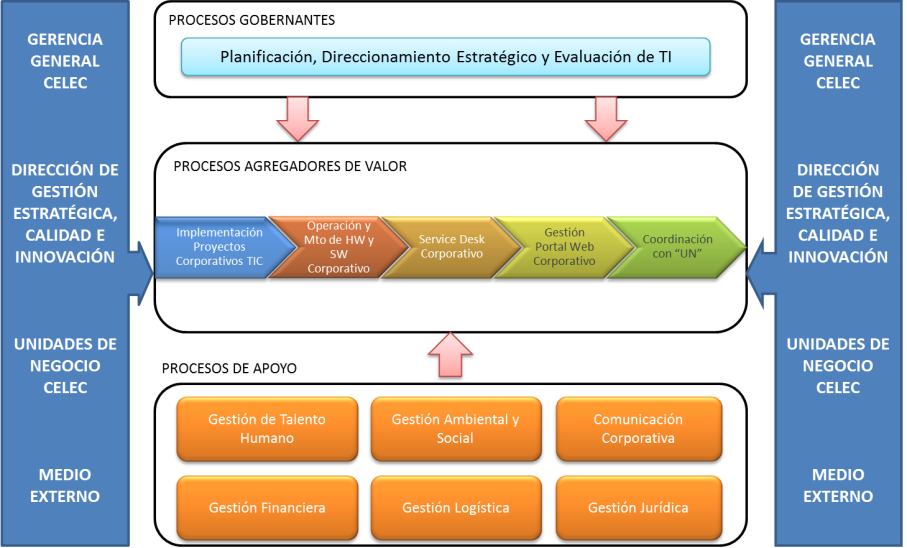 GERENCIA
GENERAL
CELEC
DIRECCIÓN DE
GESTIÓN
ESTRATÉGICA,
CALIDAD E
INNOVACIÓN
UNIDADES DE
NEGOCIO
CELEC
MEDIO
EXTERNO
PROCESOS GOBERNANTES
Planificación, Direccionamiento Estratégico y Evaluación de TI
PROCESOS AGREGADORES DE VALOR
Implementación
Proyectos
Corporativos TIC
Operación y
Mto de HW y
SW
Corporativo
Service Desk
Corporativo
Gestión
Portal Web
Corporativo
Coordinación
con “UN”
PROCESOS DE APOYO
Gestión de Talento
Humano
Gestión Ambiental y
Social
Comunicación
Corporativa
Gestión Financiera
Gestión Logística
Gestión Jurídica
GERENCIA
GENERAL
CELEC
DIRECCIÓN
DE GESTIÓN
ESTRATÉGICA,
CALIDAD E
INNOVACIÓN
UNIDADES DE
NEGOCIO
CELEC
MEDIO
EXTERNO